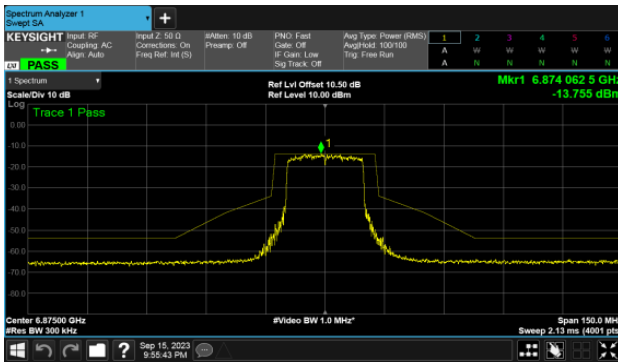 Spectrum Analyzer 1
Swept SA
KEYSIGHT
Input: RF
Coupling: AC
Align: Auto
Input Z: 50 Ω
Corrections: On
Freq Ref: Int (S)
#Atten: 10 dB
Preamp: Off
PNO: Fast
Gate: Off
IF Gain: Low
Sig Track: Off
Avg Type: Power (RMS)
Avg|Hold: 100/100
Trig: Free Run
1 2 3 4 5 6
A W W W W W
A N N N N N
LXI PASS
1 Spectrum
Scale/Div 10 dB
Ref Lvl Offset 10.50 dB
Ref Level 10.00 dBm
Mkr1 6.874 062 5 GHz
-13.755 dBm
Log
Trace 1 Pass
1
0.00
-10.0
-20.0
-30.0
-40.0
-50.0
-60.0
-70.0
-80.0
Center 6.87500 GHz
#Res BW 300 kHz
#Video BW 1.0 MHz*
Span 150.0 MHz
Sweep 2.13 ms (4001 pts)
?
Sep 15, 2023
9:55:43 PM